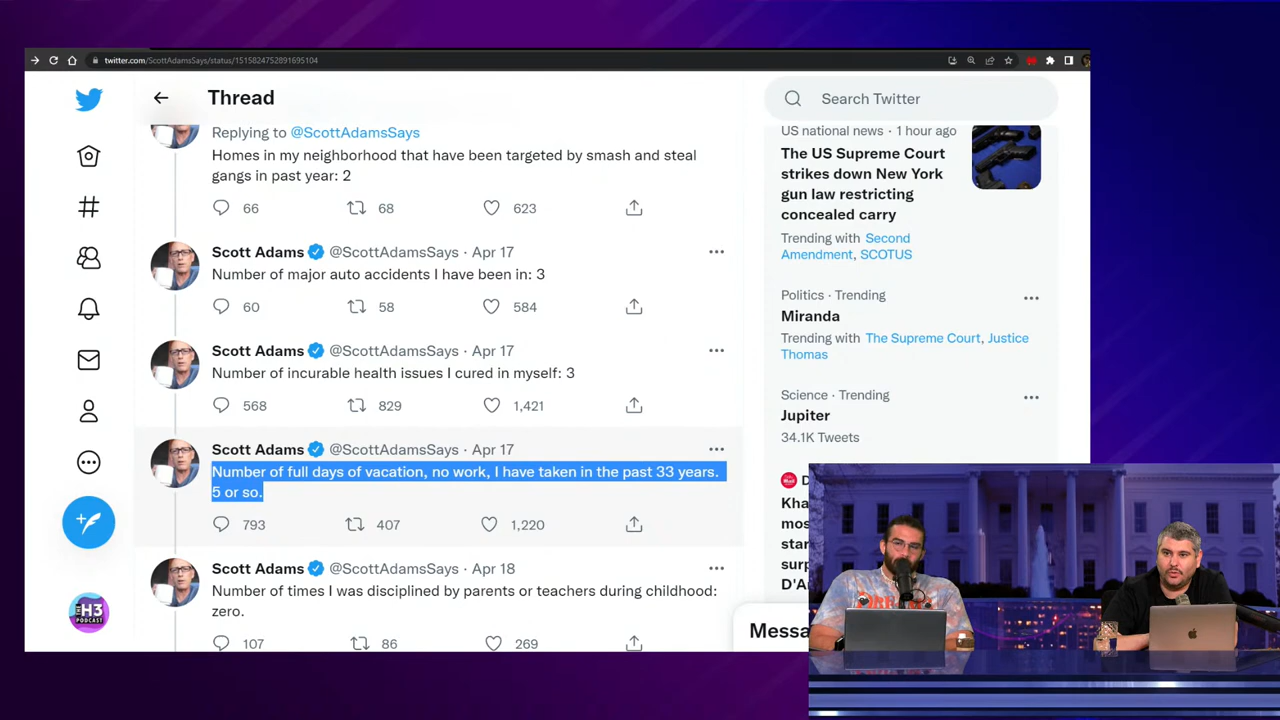 twitter.com/ScottAdamsSays/status/1515824752891695104
Thread
Search Twitter
Replying to @ScottAdamsSays
Homes in my neighborhood that have been targeted by smash and steal
gangs in past year: 2
66 68 623
Scott Adams @ScottAdamsSays · Apr 17
Number of major auto accidents I have been in: 3
60 58 584
Scott Adams @ScottAdamsSays · Apr 17
Number of incurable health issues I cured in myself: 3
568 829 1,421
Scott Adams @ScottAdamsSays · Apr 17
Number of full days of vacation, no work, I have taken in the past 33 years.
5 or so.
793 407 1,220
Scott Adams @ScottAdamsSays · Apr 18
Number of times I was disciplined by parents or teachers during childhood:
zero.
107 86 269
US national news · 1 hour ago
The US Supreme Court
strikes down New York
gun law restricting
concealed carry
Trending with Second
Amendment, SCOTUS
Politics · Trending
Miranda
Trending with The Supreme Court, Justice
Thomas
Science · Trending
Jupiter
34.1K Tweets
D
Kha
mos
star
surp
D'A
Messa
H3
PODCAST